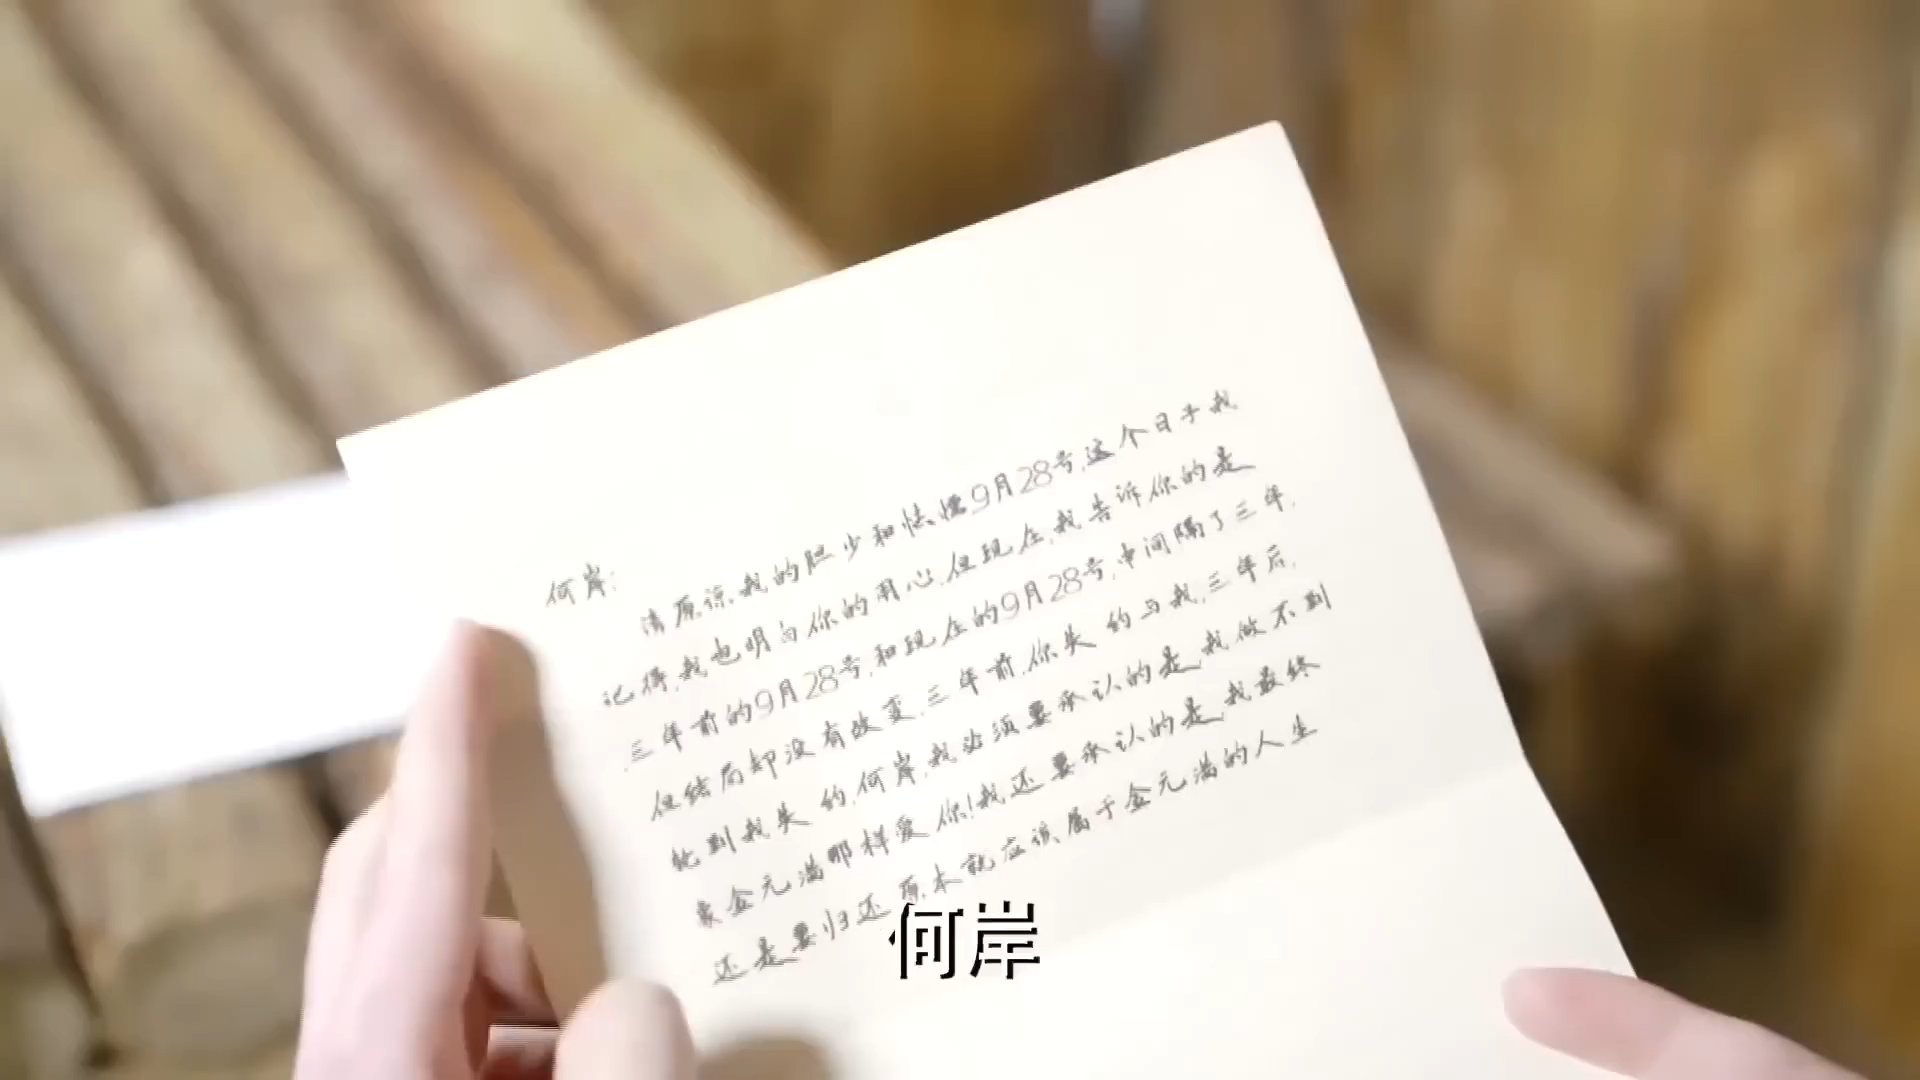 何岸:
请原谅,我的胆少和怯懦,9月28号,这个日子我
记得,我也明白你的用心,但现在,我告诉你的是
,三年前的9月28号,和现在的9月28号,中间隔了三年,
但结局却没有改变,三年前,你失约与我,三年后,
轮到我失约,何岸,我必须要承认的是,我做不到
象金元满那样爱你!我还要承认的是,我最终
还是要归还原本就应该属于金元满的人生
何岸